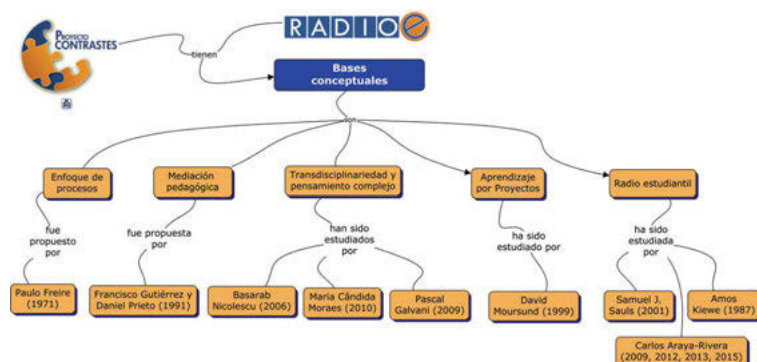 PROYECTO
CONTRASTES
RADIOe
tienen
Bases
conceptuales
son
Enfoque de
procesos
Mediación
pedagógica
Transdisciplinariedad y
pensamiento complejo
Aprendizaje
por Proyectos
Radio estudiantil
fue
propuesto
por
fue propuesta
por
han sido
estudiados
por
ha sido
estudiado por
ha sido
estudiada
por
Paulo Freire
(1971)
Francisco Gutiérrez y
Daniel Prieto (1991)
Basarab
Nicolescu (2006)
Maria Cândida
Moraes (2010)
Pascal
Galvani (2009)
David
Moursund (1999)
Samuel J.
Sauls (2001)
Amos
Kiewe (1987)
Carlos Araya-Rivera
(2009, 2012, 2013, 2015)